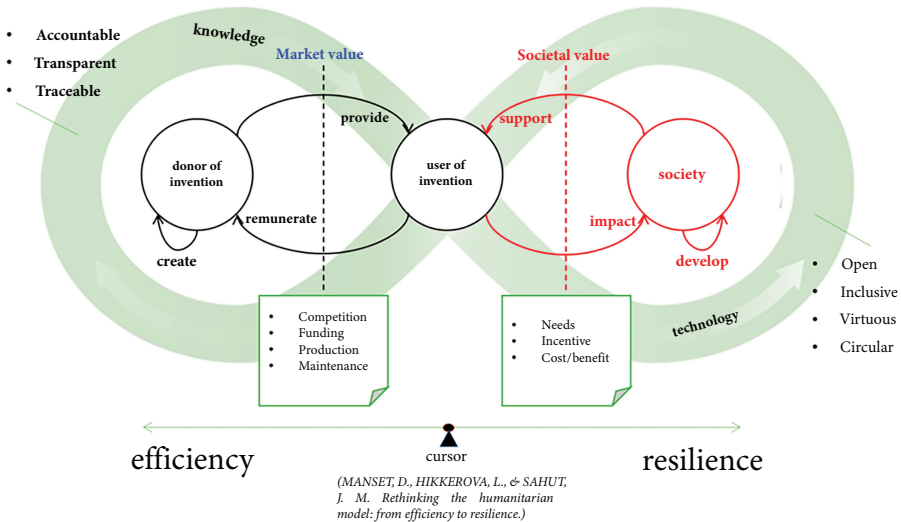 • Accountable
• Transparent
• Traceable
knowledge
Market value
Societal value
provide
support
donor of
invention
user of
invention
society
remunerate
impact
create
develop
• Open
• Inclusive
• Virtuous
• Circular
technology
• Competition
• Funding
• Production
• Maintenance
• Needs
• Incentive
• Cost/benefit
efficiency
cursor
resilience
(MANSET, D., HIKKEROVA, L., & SAHUT,
J. M. Rethinking the humanitarian
model: from efficiency to resilience.)